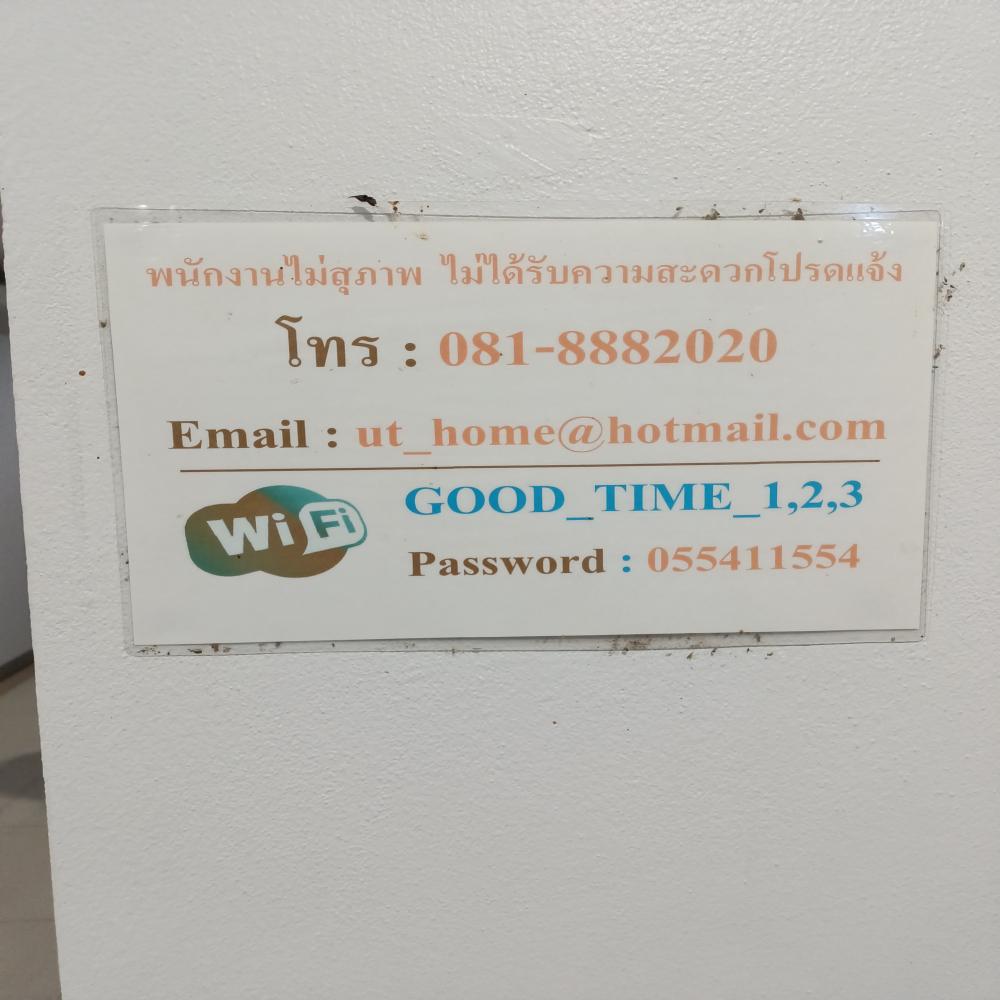 พนักงานไม่สุภาพ ไม่ได้รับความสะดวกโปรดแจ้ง
โทร : 081-8882020
Email : ut_home@hotmail.com
Wi Fi
GOOD_TIME_1,2,3
Password : 055411554